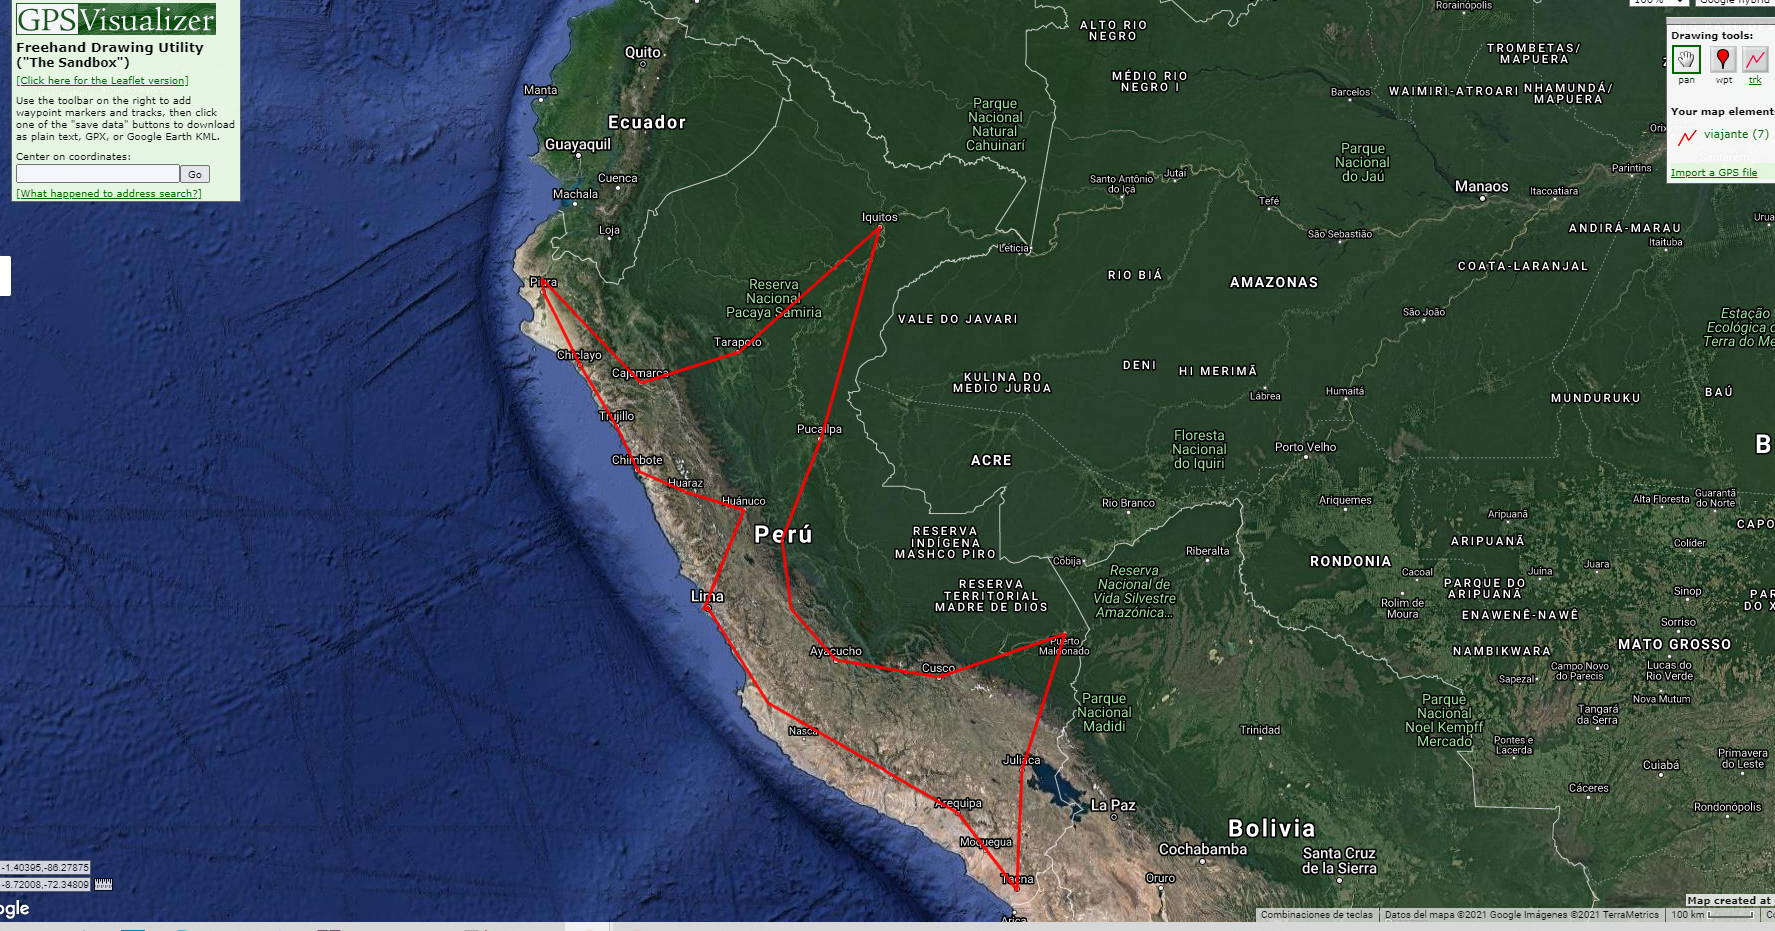 GPSVisualizer
Freehand Drawing Utility
("The Sandbox")
[Click here for the Leaflet version]
Use the toolbar on the right to add
waypoint markers and tracks, then click
one of the "save data" buttons to download
as plain text, GPX, or Google Earth KML.
Center on coordinates:
Go
[What happened to address search?]
100%
Google hybrid
Drawing tools:
pan
wpt
trk
Your map element
viajante (7)
Import a GPS file
Rorainópolis
ALTO RIO
NEGRO
Quito
TROMBETAS/
MAPUERA
MÉDIO RIO
NEGRO I
Manta
Barcelos
WAIMIRI-ATROARI
NHAMUNDÁ/
MAPUERA
Parque
Nacional
Natural
Cahuinarí
Ecuador
Guayaquil
Parque
Nacional
do Jaú
Orix
Parintins
Cuenca
Santo Antônio
do Içá
Jutaí
Manaos
Itacoatiara
Machala
Tefé
Iquitos
Urua
Loja
São Sebastião
ANDIRÁ-MARAU
Itaituba
Leticia
COATA-LARANJAL
RIO BIÁ
AMAZONAS
Piura
Reserva
Nacional
Pacaya Samiria
VALE DO JAVARI
São João
Estação
Ecológica d
Terra do Me
Tarapoto
Chiclayo
Cajamarca
DENI
HI MERIMÃ
KULINA DO
MEDIO JURUA
Lábrea
Humaitá
MUNDURUKU
BAÚ
Trujillo
Pucallpa
Floresta
Nacional
do Iquiri
Porto Velho
B
Chimbote
ACRE
Huaraz
Huánuco
Rio Branco
Ariquemes
Alta Floresta
Guarantã
do Norte
Aripuanã
CAPO
Perú
RESERVA
INDÍGENA
MASHCO PIRO
ARIPUANÃ
Colíder
Cobija
Riberalta
RONDONIA
Cacoal
Juína
Juara
Reserva
Nacional de
Vida Silvestre
Amazónica...
RESERVA
TERRITORIAL
MADRE DE DIOS
PARQUE DO
ARIPUANÃ
Sinop
PAR
DO X
Lima
Rolim de
Moura
ENAWENÊ-NAWÊ
Sorriso
Puerto
Maldonado
Ayacucho
Cusco
NAMBIKWARA
MATO GROSSO
Campo Novo
do Parecis
Lucas do
Rio Verde
Sapezal
Parque
Nacional
Madidi
Parque
Nacional
Noel Kempff
Mercado
Nova Mutum
Tangará
da Serra
Nasca
Trinidad
Pontes e
Lacerda
Juliaca
Primavera
do Leste
Cuiabá
Cáceres
Arequipa
La Paz
Rondonópolis
Bolivia
Moquegua
Cochabamba
Santa Cruz
de la Sierra
-1.40395,-86.27875
-8.72008,-72.34809
Tacna
Oruro
Arica
ogle
Map created at
Combinaciones de teclas
Datos del mapa ©2021 Google Imágenes ©2021 TerraMetrics
100 km